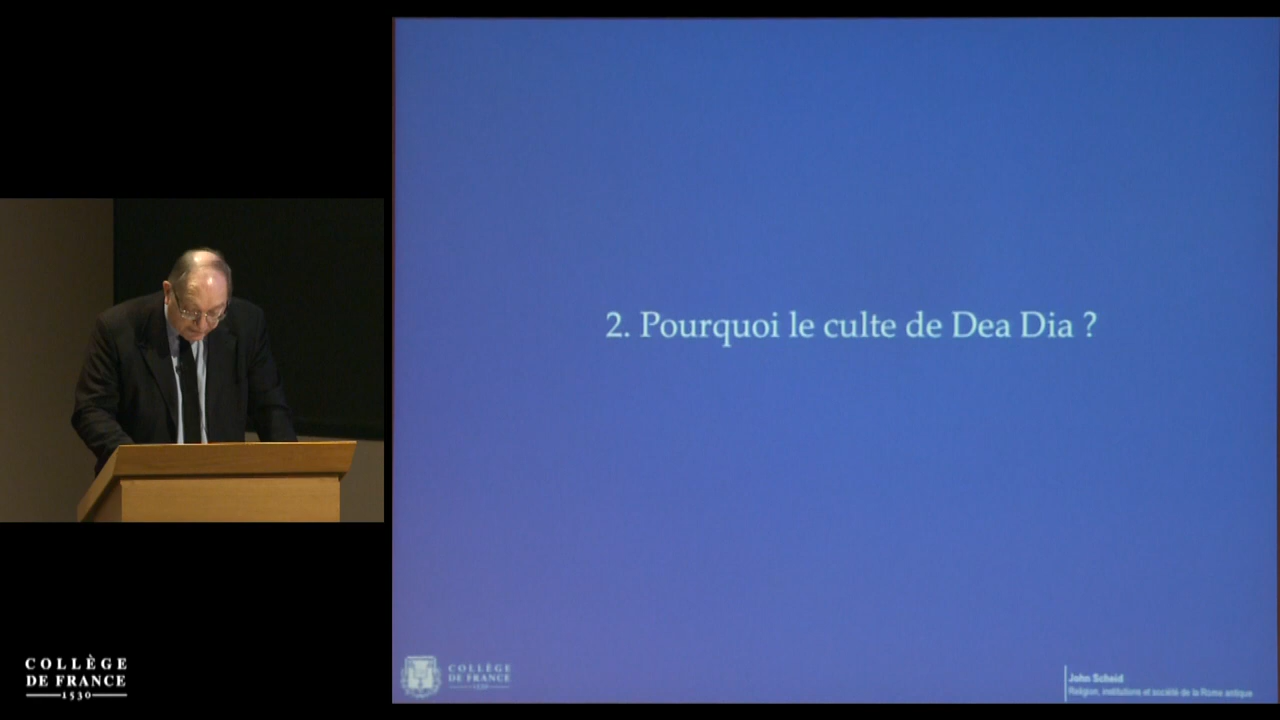 2. Pourquoi le culte de Dea Dia ?
COLLÈGE
DE FRANCE
1530
COLLÈGE
DE FRANCE
1530
John Scheid
Religion, institutions et société de la Rome antique